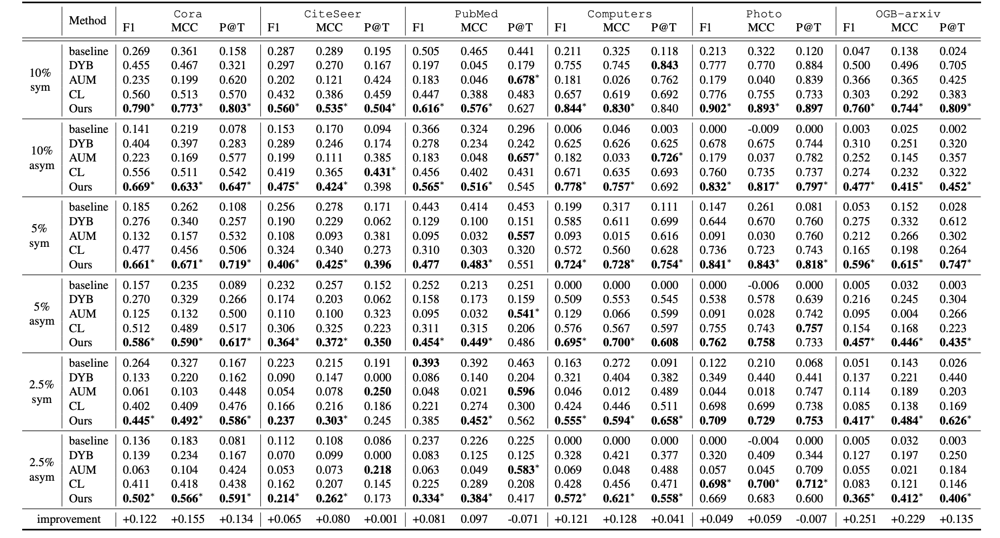 Method Cora CiteSeer PubMed Computers Photo OGB-arxiv
F1 MCC P@T F1 MCC P@T F1 MCC P@T F1 MCC P@T F1 MCC P@T F1 MCC P@T
10% sym
baseline 0.269 0.361 0.158 0.287 0.289 0.195 0.505 0.465 0.441 0.211 0.325 0.118 0.213 0.322 0.120 0.047 0.138 0.024
DYB 0.455 0.467 0.321 0.297 0.270 0.167 0.197 0.045 0.179 0.755 0.745 0.843 0.777 0.770 0.884 0.500 0.496 0.705
AUM 0.235 0.199 0.620 0.202 0.121 0.424 0.183 0.046 0.678* 0.181 0.026 0.762 0.179 0.040 0.839 0.366 0.365 0.425
CL 0.560 0.513 0.570 0.432 0.386 0.459 0.447 0.388 0.483 0.657 0.619 0.692 0.776 0.755 0.733 0.303 0.292 0.383
Ours 0.790* 0.773* 0.803* 0.560* 0.535* 0.504* 0.616* 0.576* 0.627 0.844* 0.830* 0.840 0.902* 0.893* 0.897 0.760* 0.744* 0.809*
10% asym
baseline 0.141 0.219 0.078 0.153 0.170 0.094 0.366 0.324 0.296 0.006 0.046 0.003 0.000 -0.009 0.000 0.003 0.025 0.002
DYB 0.404 0.397 0.283 0.289 0.246 0.174 0.278 0.234 0.242 0.625 0.626 0.625 0.678 0.675 0.744 0.310 0.251 0.320
AUM 0.223 0.169 0.577 0.199 0.111 0.385 0.183 0.048 0.657* 0.182 0.033 0.726* 0.179 0.037 0.782 0.252 0.145 0.357
CL 0.556 0.511 0.542 0.419 0.365 0.431* 0.456 0.402 0.431 0.671 0.635 0.693 0.760 0.735 0.737 0.274 0.232 0.322
Ours 0.669* 0.633* 0.647* 0.475* 0.424* 0.398 0.565* 0.516* 0.545 0.778* 0.757* 0.692 0.832* 0.817* 0.797* 0.477* 0.415* 0.452*
5% sym
baseline 0.185 0.262 0.108 0.256 0.278 0.171 0.443 0.414 0.453 0.199 0.317 0.111 0.147 0.261 0.081 0.053 0.152 0.028
DYB 0.276 0.340 0.257 0.190 0.229 0.062 0.129 0.100 0.151 0.585 0.611 0.699 0.644 0.670 0.760 0.275 0.332 0.612
AUM 0.132 0.157 0.532 0.108 0.093 0.381 0.095 0.032 0.557 0.093 0.015 0.616 0.091 0.030 0.760 0.212 0.266 0.302
CL 0.477 0.456 0.506 0.324 0.340 0.273 0.310 0.303 0.320 0.572 0.560 0.628 0.736 0.723 0.743 0.165 0.198 0.264
Ours 0.661* 0.671* 0.719* 0.406* 0.425* 0.396 0.477 0.483* 0.551 0.724* 0.728* 0.754* 0.841* 0.843* 0.818* 0.596* 0.615* 0.747*
5% asym
baseline 0.157 0.235 0.089 0.232 0.257 0.152 0.252 0.213 0.251 0.000 0.000 0.000 0.000 -0.006 0.000 0.005 0.032 0.003
DYB 0.270 0.329 0.266 0.174 0.203 0.062 0.158 0.173 0.159 0.509 0.553 0.545 0.538 0.578 0.639 0.216 0.245 0.304
AUM 0.125 0.132 0.500 0.110 0.100 0.323 0.095 0.032 0.541* 0.129 0.066 0.599 0.091 0.028 0.742 0.095 0.004 0.266
CL 0.512 0.489 0.517 0.306 0.325 0.223 0.311 0.315 0.206 0.576 0.567 0.597 0.755 0.743 0.757 0.154 0.168 0.223
Ours 0.586* 0.590* 0.617* 0.364* 0.372* 0.350 0.454* 0.449* 0.486 0.695* 0.700* 0.608 0.762 0.758 0.733 0.457* 0.446* 0.435*
2.5% sym
baseline 0.264 0.327 0.167 0.223 0.215 0.191 0.393 0.392 0.463 0.163 0.272 0.091 0.122 0.210 0.068 0.051 0.143 0.026
DYB 0.133 0.220 0.162 0.090 0.147 0.000 0.086 0.140 0.204 0.321 0.404 0.382 0.349 0.440 0.441 0.137 0.221 0.440
AUM 0.061 0.103 0.448 0.054 0.078 0.250 0.048 0.021 0.596 0.046 0.012 0.489 0.044 0.018 0.747 0.114 0.189 0.203
CL 0.402 0.409 0.476 0.166 0.216 0.186 0.221 0.274 0.300 0.424 0.446 0.511 0.698 0.699 0.738 0.085 0.138 0.169
Ours 0.445* 0.492* 0.586* 0.237 0.303* 0.245 0.385 0.452* 0.562 0.555* 0.594* 0.658* 0.709 0.729 0.753 0.417* 0.484* 0.626*
2.5% asym
baseline 0.136 0.183 0.081 0.112 0.108 0.086 0.237 0.226 0.225 0.000 0.000 0.000 0.000 -0.004 0.000 0.005 0.032 0.003
DYB 0.139 0.234 0.167 0.070 0.099 0.000 0.083 0.125 0.125 0.328 0.421 0.377 0.320 0.409 0.344 0.127 0.197 0.250
AUM 0.063 0.104 0.424 0.053 0.073 0.218 0.063 0.049 0.583* 0.069 0.048 0.488 0.057 0.045 0.709 0.055 0.021 0.184
CL 0.411 0.418 0.438 0.162 0.207 0.145 0.225 0.289 0.208 0.428 0.456 0.471 0.698* 0.700* 0.712* 0.083 0.121 0.146
Ours 0.502* 0.566* 0.591* 0.214* 0.262* 0.173 0.334* 0.384* 0.417 0.572* 0.621* 0.558* 0.669 0.683 0.600 0.365* 0.412* 0.406*
improvement +0.122 +0.155 +0.134 +0.065 +0.080 +0.001 +0.081 0.097 -0.071 +0.121 +0.128 +0.041 +0.049 +0.059 -0.007 +0.251 +0.229 +0.135